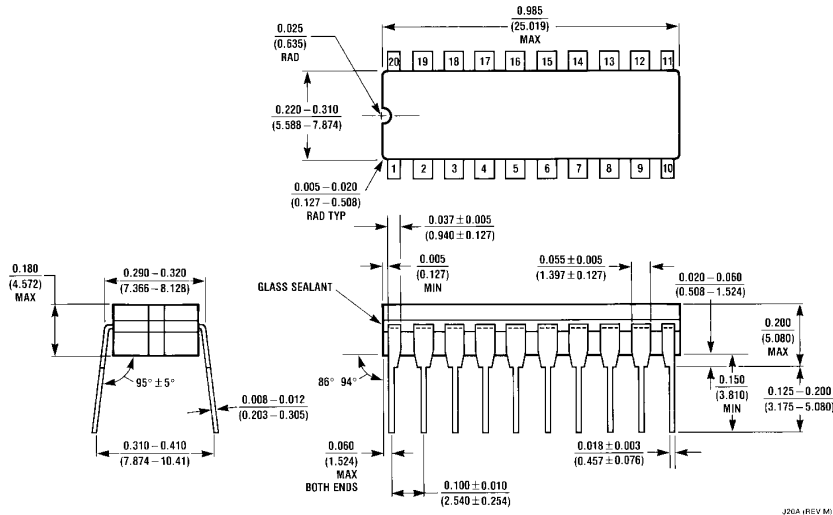 0.985
(25.019)
MAX
0.025
(0.635)
RAD
20 19 18 17 16 15 14 13 12 11
0.220–0.310
(5.588–7.874)
1 2 3 4 5 6 7 8 9 10
0.005–0.020
(0.127–0.508)
RAD TYP
0.037 ± 0.005
(0.940 ± 0.127)
0.005
(0.127)
MIN
0.055 ± 0.005
(1.397 ± 0.127)
0.020–0.060
(0.508–1.524)
0.180
(4.572)
MAX
0.290–0.320
(7.366–8.128)
GLASS SEALANT
0.200
(5.080)
MAX
95° ± 5°
86° 94°
0.150
(3.810)
MIN
0.125–0.200
(3.175–5.080)
0.008–0.012
(0.203–0.305)
0.310–0.410
(7.874–10.41)
0.060
(1.524)
MAX
BOTH ENDS
0.100 ± 0.010
(2.540 ± 0.254)
0.018 ± 0.003
(0.457 ± 0.076)
J20A (REV M)